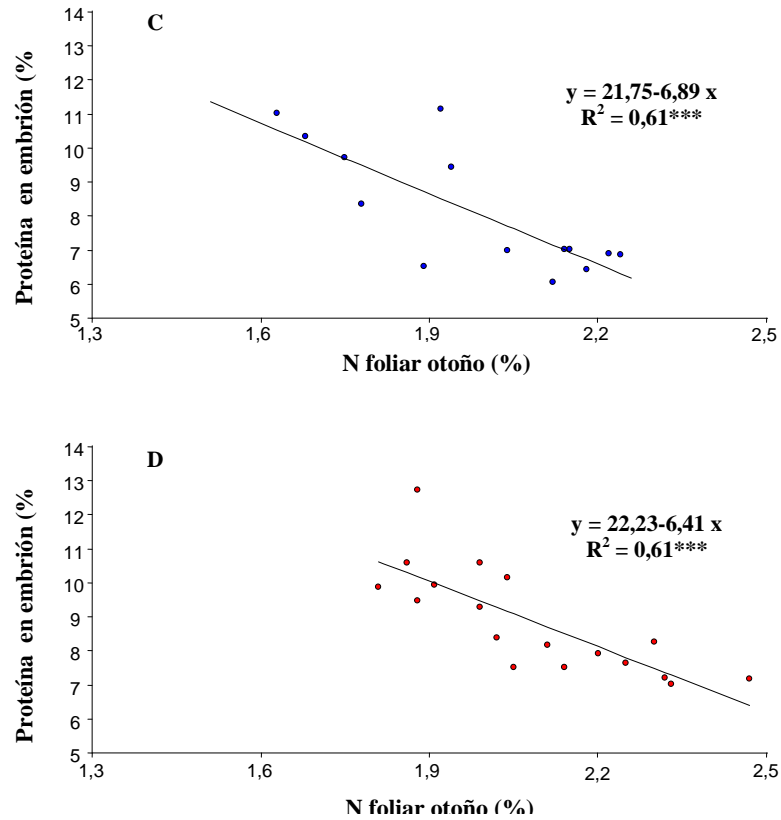 C
14
13
12
11
10
9
8
7
6
5
Proteína en embrión (%
y = 21,75-6,89 x
R² = 0,61***
1,3 1,6 1,9 2,2 2,5
N foliar otoño (%)
D
14
13
12
11
10
9
8
7
6
5
Proteína en embrión (%
y = 22,23-6,41 x
R² = 0,61***
1,3 1,6 1,9 2,2 2,5
N foliar otoño (%)